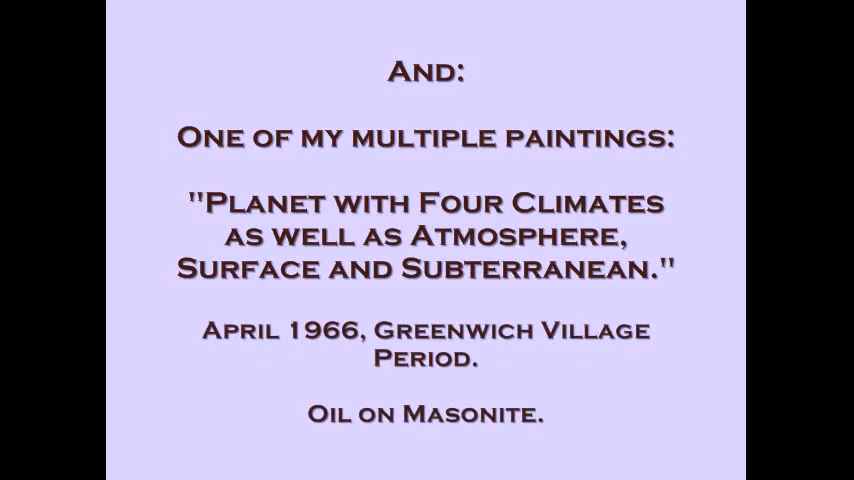 And:
One of my multiple paintings:
"Planet with Four Climates
as well as Atmosphere,
Surface and Subterranean."
April 1966, Greenwich Village
Period.
Oil on Masonite.